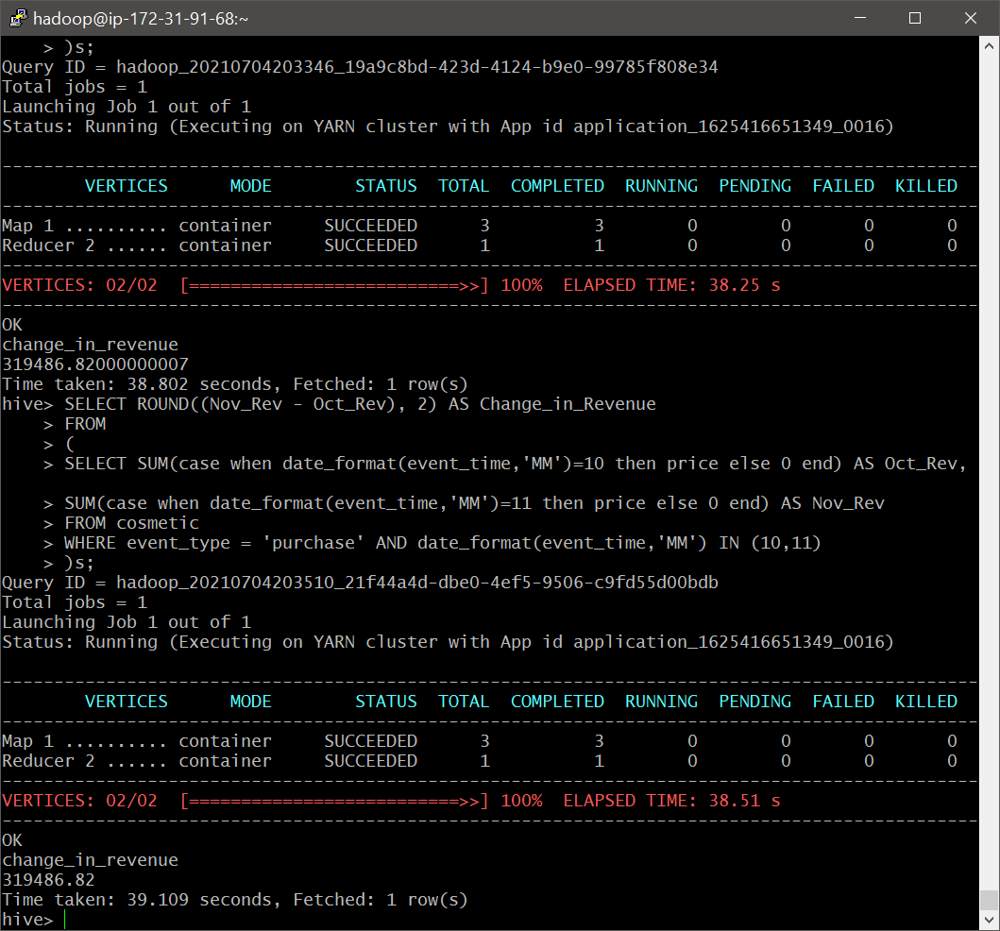 hadoop@ip-172-31-91-68:~
    > )s;
Query ID = hadoop_20210704203346_19a9c8bd-423d-4124-b9e0-99785f808e34
Total jobs = 1
Launching Job 1 out of 1
Status: Running (Executing on YARN cluster with App id application_1625416651349_0016)
----------------------------------------------------------------------------------------------
        VERTICES      MODE        STATUS  TOTAL  COMPLETED  RUNNING  PENDING  FAILED  KILLED
----------------------------------------------------------------------------------------------
Map 1 .......... container     SUCCEEDED      3          3        0        0       0       0
Reducer 2 ...... container     SUCCEEDED      1          1        0        0       0       0
----------------------------------------------------------------------------------------------
VERTICES: 02/02  [==========================>>] 100%  ELAPSED TIME: 38.25 s
----------------------------------------------------------------------------------------------
OK
change_in_revenue
319486.82000000007
Time taken: 38.802 seconds, Fetched: 1 row(s)
hive> SELECT ROUND((Nov_Rev - Oct_Rev), 2) AS Change_in_Revenue
    > FROM
    > (
    > SELECT SUM(case when date_format(event_time,'MM')=10 then price else 0 end) AS Oct_Rev,
    > SUM(case when date_format(event_time,'MM')=11 then price else 0 end) AS Nov_Rev
    > FROM cosmetic
    > WHERE event_type = 'purchase' AND date_format(event_time,'MM') IN (10,11)
    > )s;
Query ID = hadoop_20210704203510_21f44a4d-dbe0-4ef5-9506-c9fd55d00bdb
Total jobs = 1
Launching Job 1 out of 1
Status: Running (Executing on YARN cluster with App id application_1625416651349_0016)
----------------------------------------------------------------------------------------------
        VERTICES      MODE        STATUS  TOTAL  COMPLETED  RUNNING  PENDING  FAILED  KILLED
----------------------------------------------------------------------------------------------
Map 1 .......... container     SUCCEEDED      3          3        0        0       0       0
Reducer 2 ...... container     SUCCEEDED      1          1        0        0       0       0
----------------------------------------------------------------------------------------------
VERTICES: 02/02  [==========================>>] 100%  ELAPSED TIME: 38.51 s
----------------------------------------------------------------------------------------------
OK
change_in_revenue
319486.82
Time taken: 39.109 seconds, Fetched: 1 row(s)
hive>